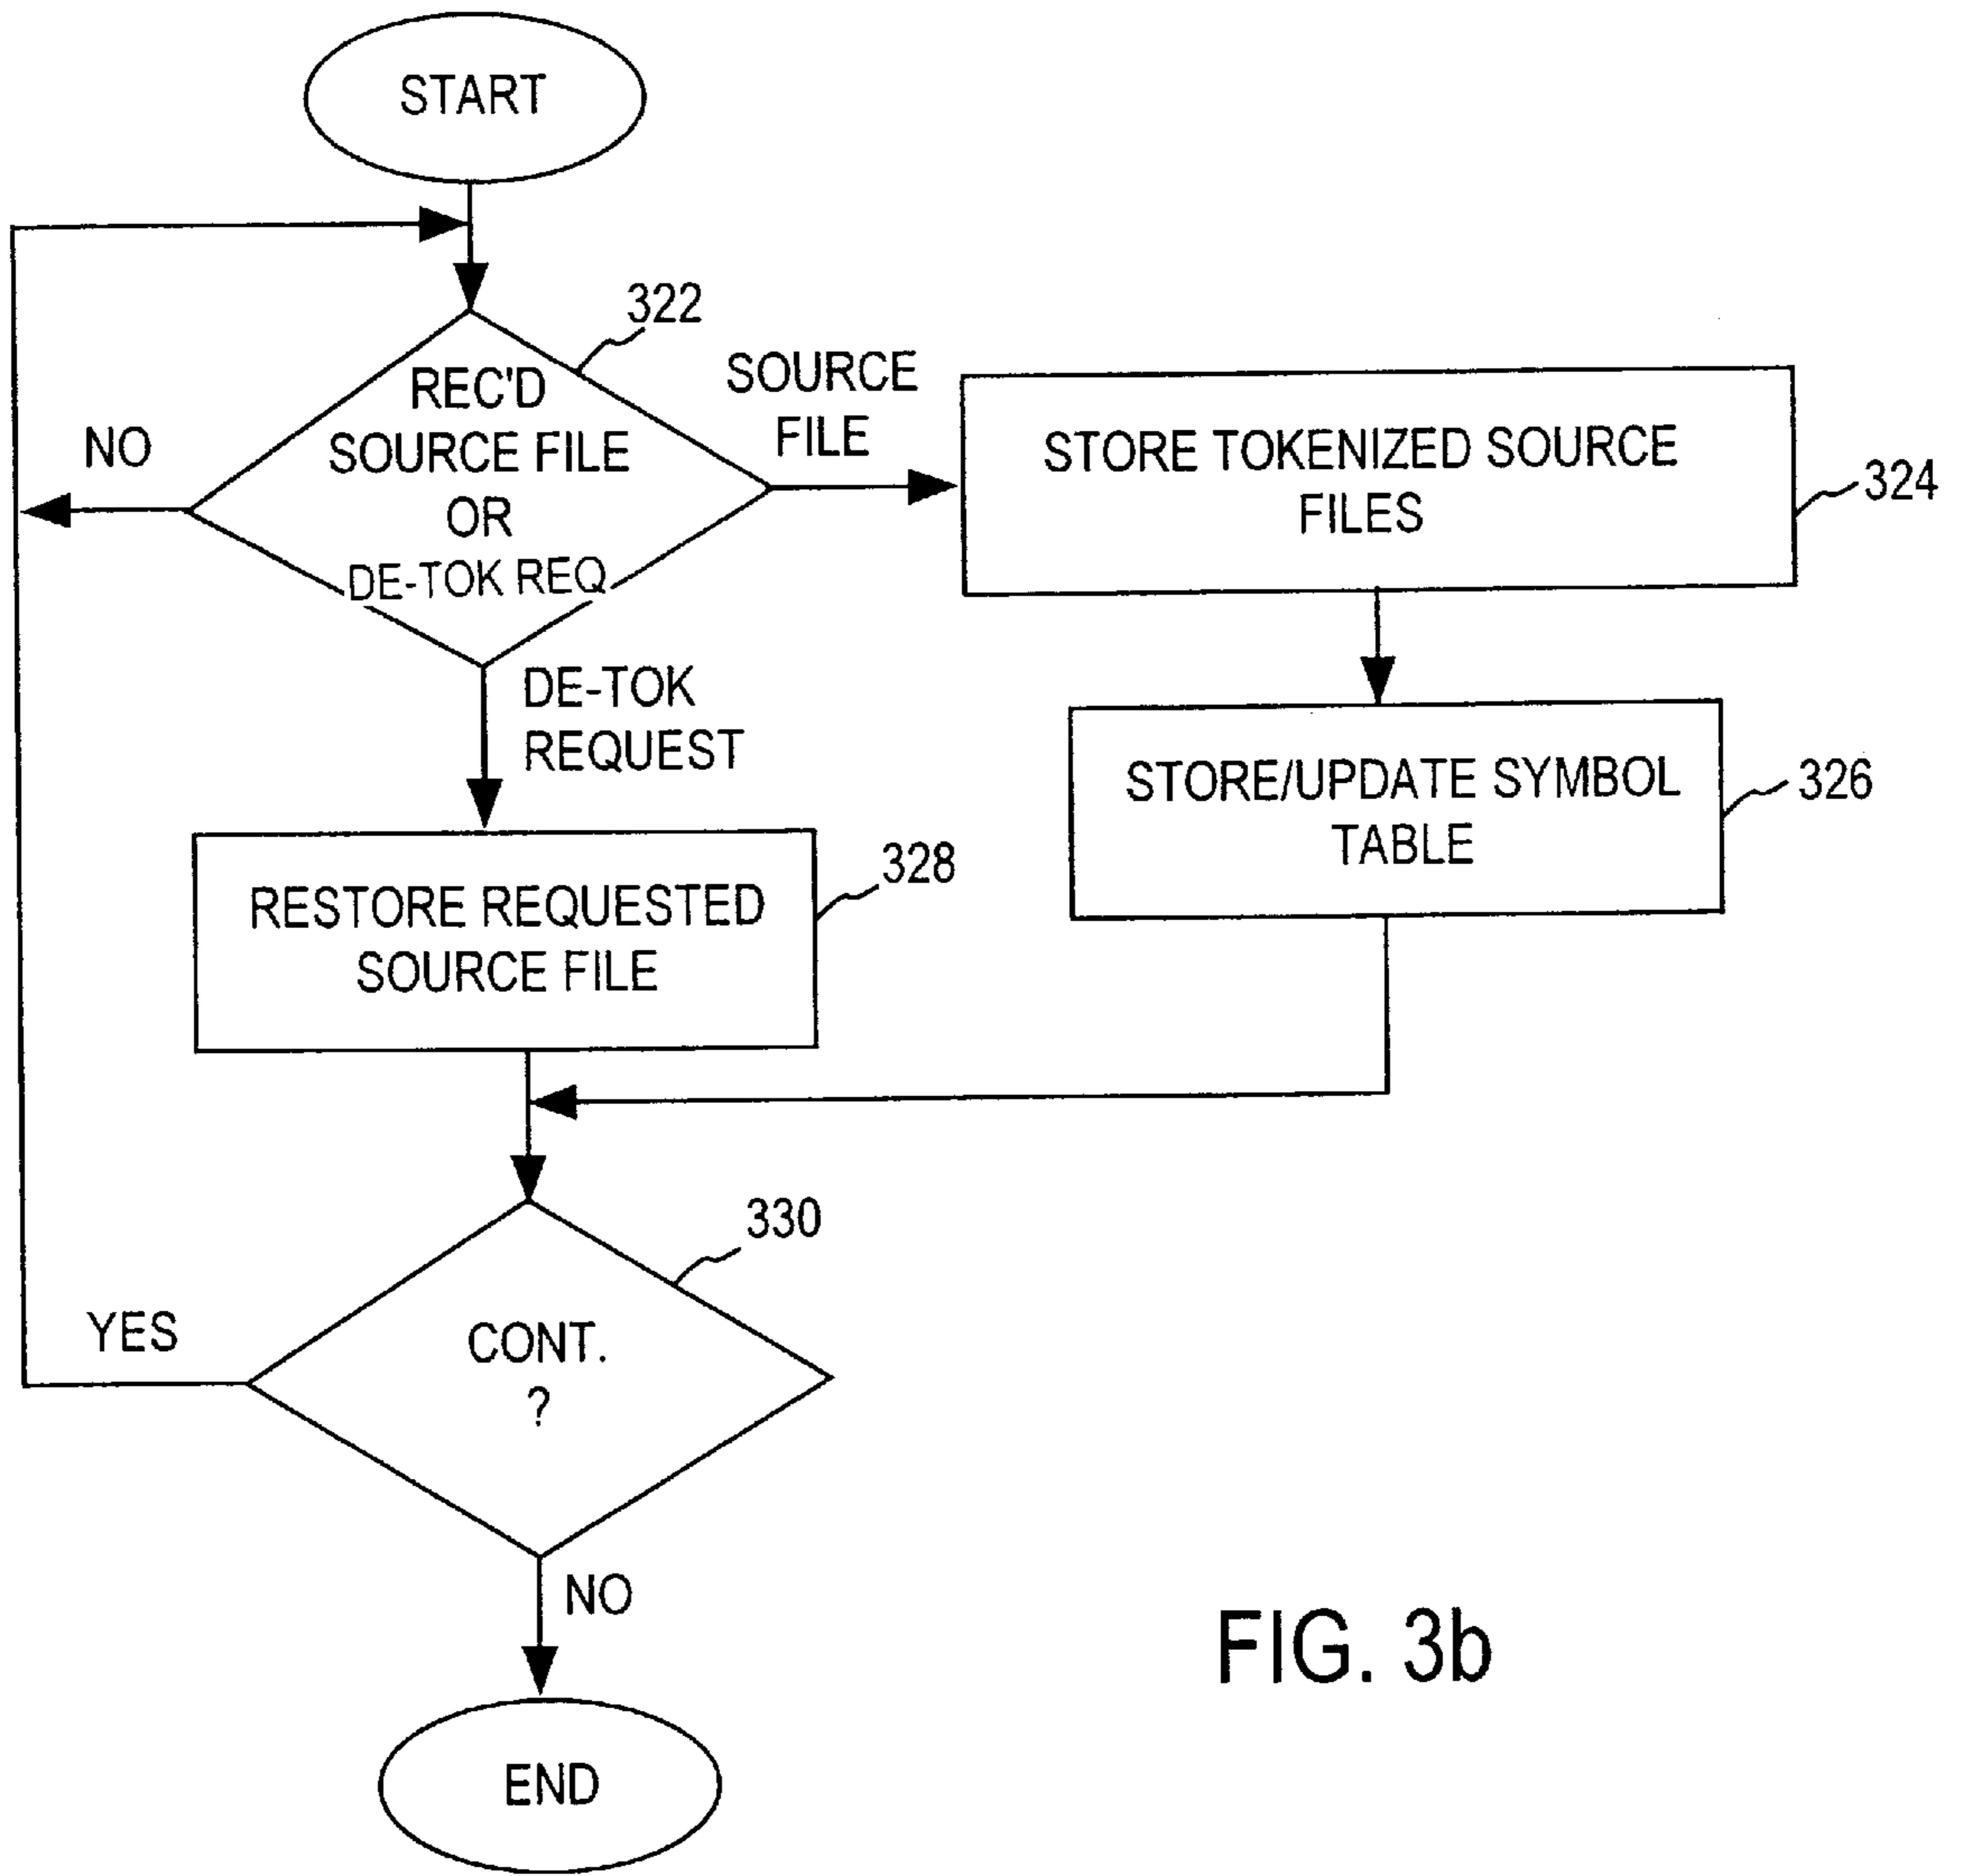 START
322
REC'D
SOURCE FILE
OR
DE-TOK REQ
NO
SOURCE
FILE
STORE TOKENIZED SOURCE
FILES
324
DE-TOK
REQUEST
STORE/UPDATE SYMBOL
TABLE
326
RESTORE REQUESTED
SOURCE FILE
328
330
CONT.
?
YES
NO
END
FIG. 3b